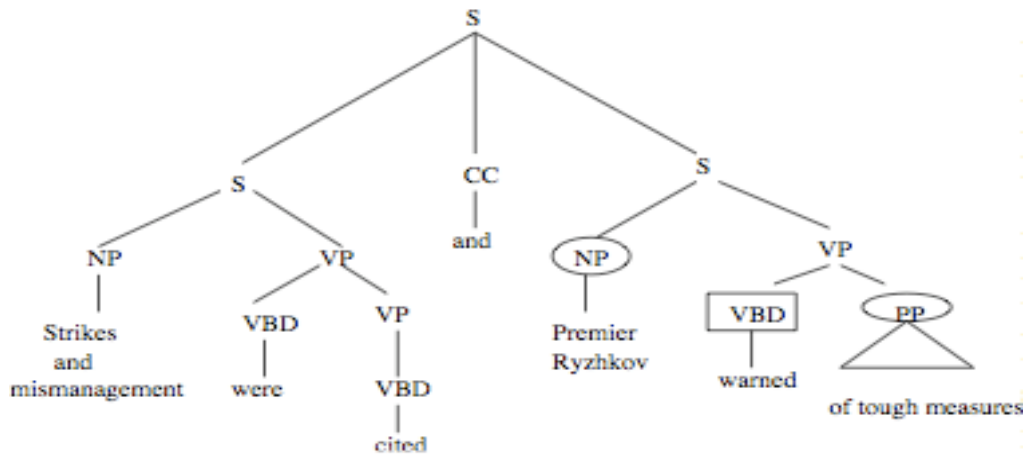 S
S
CC
S
and
NP
VP
NP
VP
Strikes
and
mismanagement
VBD
VP
Premier
Ryzhkov
VBD
PP
were
VBD
warned
of tough measures
cited